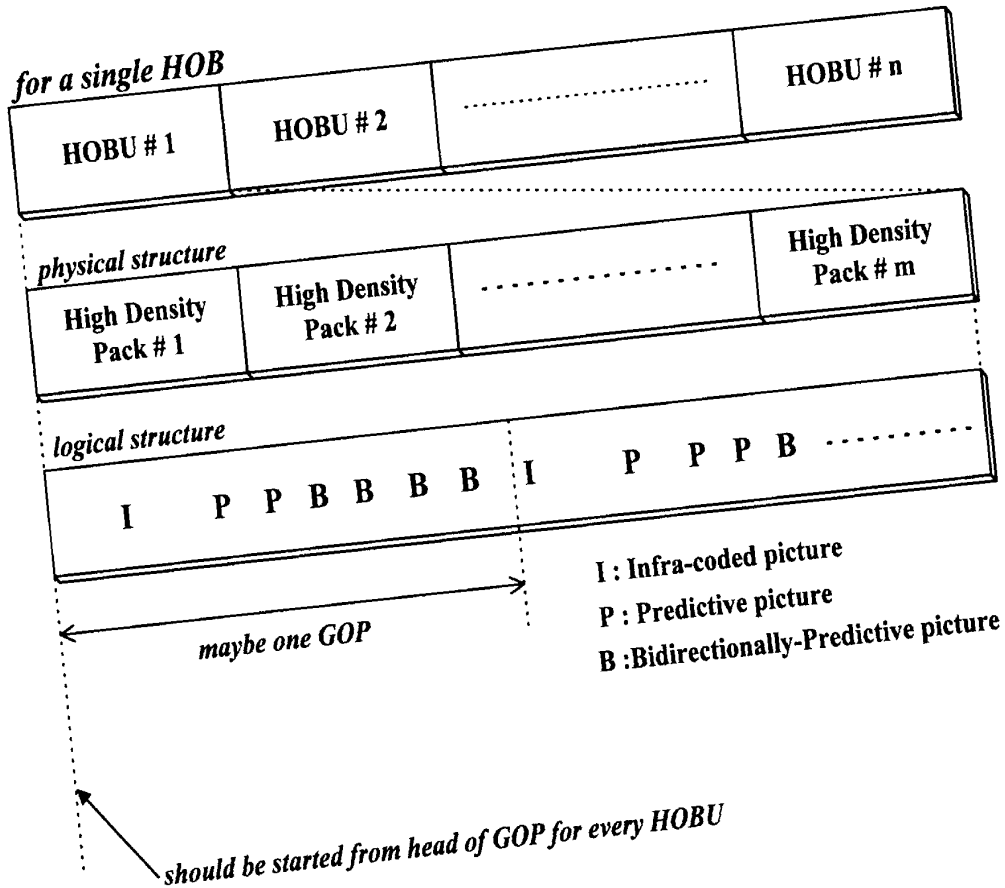 for a single HOB
HOBU # 1 HOBU # 2 ........................ HOBU # n
physical structure
High Density Pack # 1 High Density Pack # 2 ........................ High Density Pack # m
logical structure
I P P B B B B I P P P B ........................
I : Infra-coded picture
P : Predictive picture
B :Bidirectionally-Predictive picture
maybe one GOP
should be started from head of GOP for every HOBU